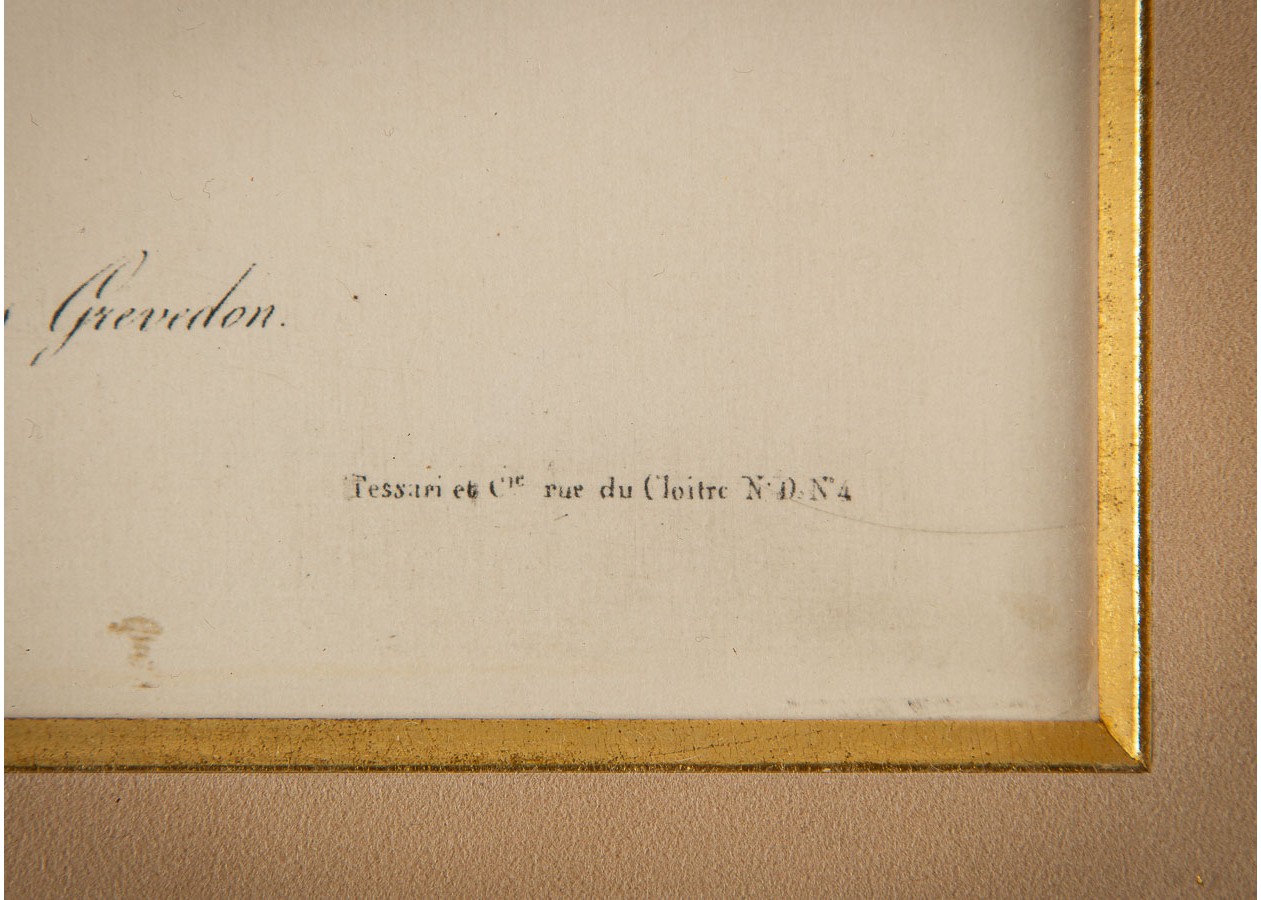 Grevedon.
Tessari et Cie rue du Cloitre N. D. N° 4